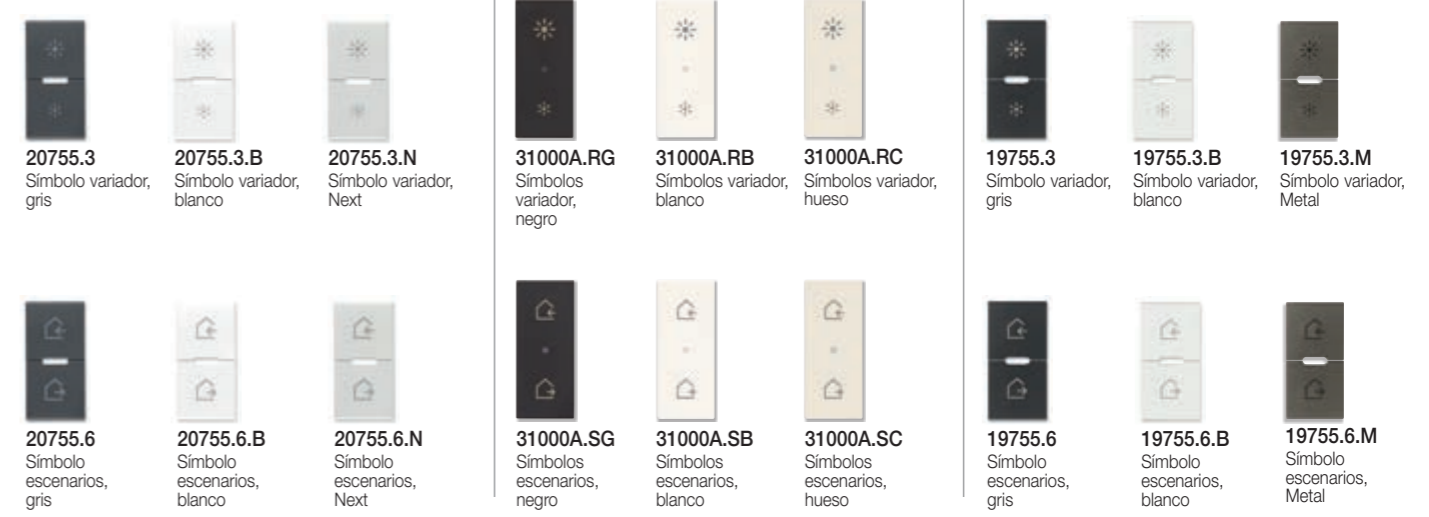 20755.3
Símbolo variador,
gris
20755.3.B
Símbolo variador,
blanco
20755.3.N
Símbolo variador,
Next
31000A.RG
Símbolos
variador,
negro
31000A.RB
Símbolos variador,
blanco
31000A.RC
Símbolos variador,
hueso
19755.3
Símbolo variador,
gris
19755.3.B
Símbolo variador,
blanco
19755.3.M
Símbolo variador,
Metal
20755.6
Símbolo
escenarios,
gris
20755.6.B
Símbolo
escenarios,
blanco
20755.6.N
Símbolo
escenarios,
Next
31000A.SG
Símbolos
escenarios,
negro
31000A.SB
Símbolos
escenarios,
blanco
31000A.SC
Símbolos
escenarios,
hueso
19755.6
Símbolo
escenarios,
gris
19755.6.B
Símbolo
escenarios,
blanco
19755.6.M
Símbolo
escenarios,
Metal